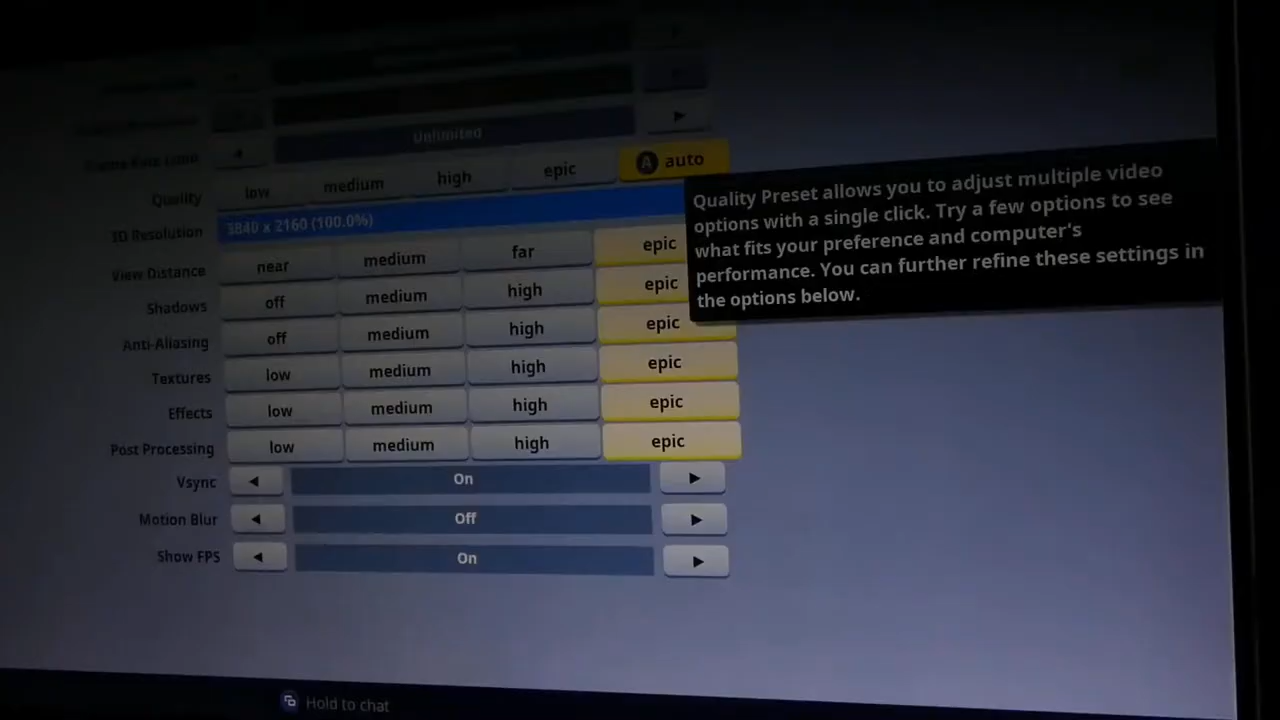 Unlimited
Quality low medium high epic A auto
3D Resolution 3840 x 2160 (100.0%)
View Distance near medium far epic
Shadows off medium high epic
Anti-Aliasing off medium high epic
Textures low medium high epic
Effects low medium high epic
Post Processing low medium high epic
Vsync On
Motion Blur Off
Show FPS On
Quality Preset allows you to adjust multiple video
options with a single click. Try a few options to see
what fits your preference and computer's
performance. You can further refine these settings in
the options below.
Hold to chat